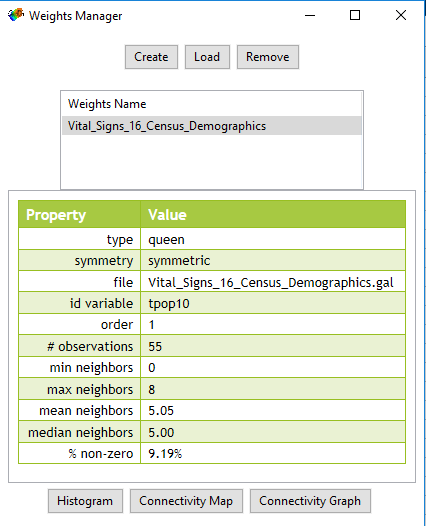 Weights Manager
Create Load Remove
Weights Name
Vital_Signs_16_Census_Demographics
Property Value
type queen
symmetry symmetric
file Vital_Signs_16_Census_Demographics.gal
id variable tpop10
order 1
# observations 55
min neighbors 0
max neighbors 8
mean neighbors 5.05
median neighbors 5.00
% non-zero 9.19%
Histogram Connectivity Map Connectivity Graph